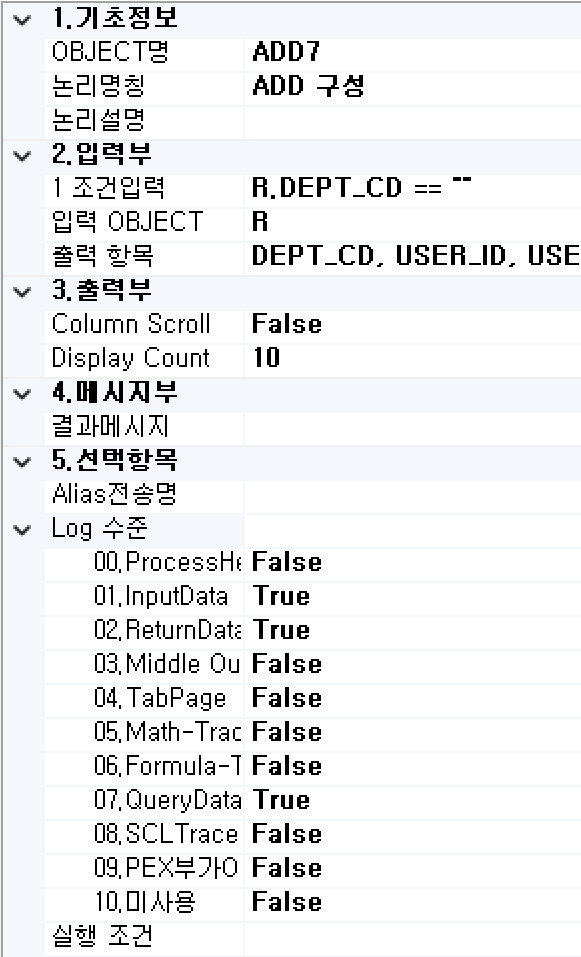 1.기초정보
OBJECT명 ADD7
논리명칭 ADD 구성
논리설명
2.입력부
1 조건입력 R.DEPT_CD == ""
입력 OBJECT R
출력 항목 DEPT_CD, USER_ID, USE
3.출력부
Column Scroll False
Display Count 10
4.메시지부
결과메시지
5.선택항목
Alias전송명
Log 수준
00.ProcessHe False
01.InputData True
02.ReturnData True
03.Middle Ou False
04.TabPage False
05.Math-Trac False
06.Formula-T False
07.QueryData True
08.SCLTrace False
09.PEX부가O False
10.미사용 False
실행 조건